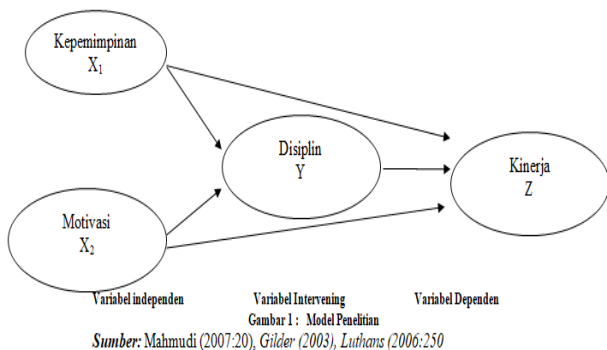 Kepemimpinan
X₁
Disiplin
Y
Kinerja
Z
Motivasi
X₂
Variabel independen Variabel Intervening Variabel Dependen
Gambar 1 : Model Penelitian
Sumber: Mahmudi (2007:20), Gilder (2003), Luthans (2006:250